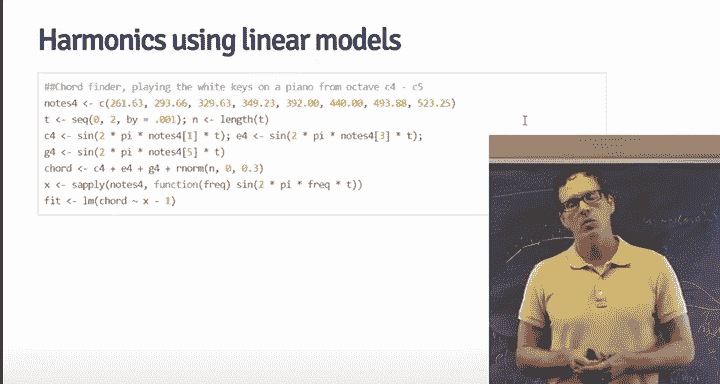 Harmonics using linear models
##Chord finder, playing the white keys on a piano from octave c4 - c5
notes4 <- c(261.63, 293.66, 329.63, 349.23, 392.00, 440.00, 493.88, 523.25)
t <- seq(0, 2, by = .001); n <- length(t)
c4 <- sin(2 * pi * notes4[1] * t); e4 <- sin(2 * pi * notes4[3] * t);
g4 <- sin(2 * pi * notes4[5] * t)
chord <- c4 + e4 + g4 + rnorm(n, 0, 0.3)
x <- sapply(notes4, function(freq) sin(2 * pi * freq * t))
fit <- lm(chord ~ x - 1)